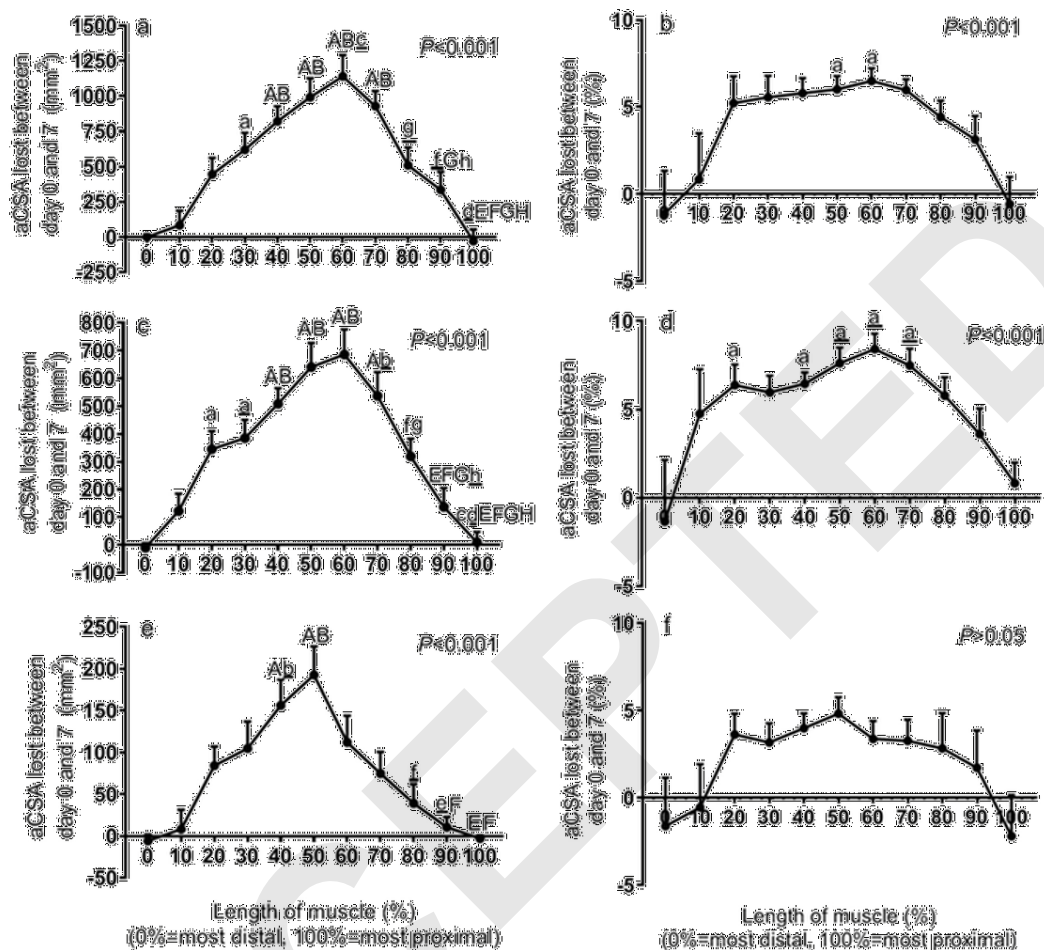 a
P<0.001
aCSA lost between
day 0 and 7 (mm²)
1500
1250
1000
750
500
250
0
-250
0 10 20 30 40 50 60 70 80 90 100
a
AB
AB
ABc
AB
g
fGh
dEFGH
b
P<0.001
aCSA lost between
day 0 and 7 (%)
10
5
0
-5
10 20 30 40 50 60 70 80 90 100
a a
c
P<0.001
aCSA lost between
day 0 and 7 (mm²)
800
700
600
500
400
300
200
100
0
-100
0 10 20 30 40 50 60 70 80 90 100
a
a
AB
AB
AB
Ab
fg
EFGh
cdEFGH
d
P<0.001
aCSA lost between
day 0 and 7 (%)
10
5
0
-5
10 20 30 40 50 60 70 80 90 100
a
a
a
a
a
e
P<0.001
aCSA lost between
day 0 and 7 (mm²)
250
200
150
100
50
0
-50
0 10 20 30 40 50 60 70 80 90 100
Ab
AB
f
eF
EF
Length of muscle (%)
(0%=most distal, 100%=most proximal)
f
P>0.05
aCSA lost between
day 0 and 7 (%)
10
5
0
-5
0 10 20 30 40 50 60 70 80 90 100
Length of muscle (%)
(0%=most distal, 100%=most proximal)
CEPTED